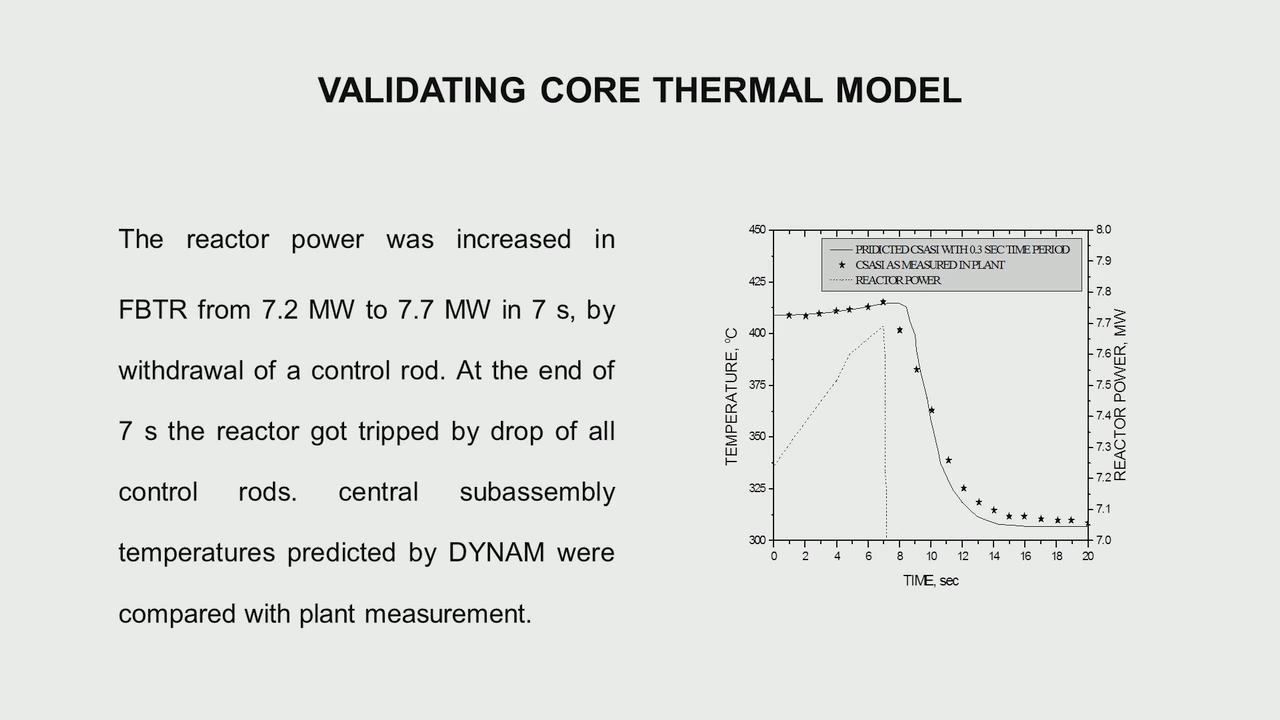 VALIDATING CORE THERMAL MODEL
The reactor power was increased in
FBTR from 7.2 MW to 7.7 MW in 7 s, by
withdrawal of a control rod. At the end of
7 s the reactor got tripped by drop of all
control rods. central subassembly
temperatures predicted by DYNAM were
compared with plant measurement.
PRIDICTED CSASI WITH 0.3 SEC TIME PERIOD
CSASI AS MEASURED IN PLANT
REACTOR POWER
TEMPERATURE, °C
450
425
400
375
350
325
300
8.0
7.9
7.8
7.7
7.6
7.5
7.4
7.3
7.2
7.1
7.0
REACTOR POWER, MW
0 2 4 6 8 10 12 14 16 18 20
TIME, sec